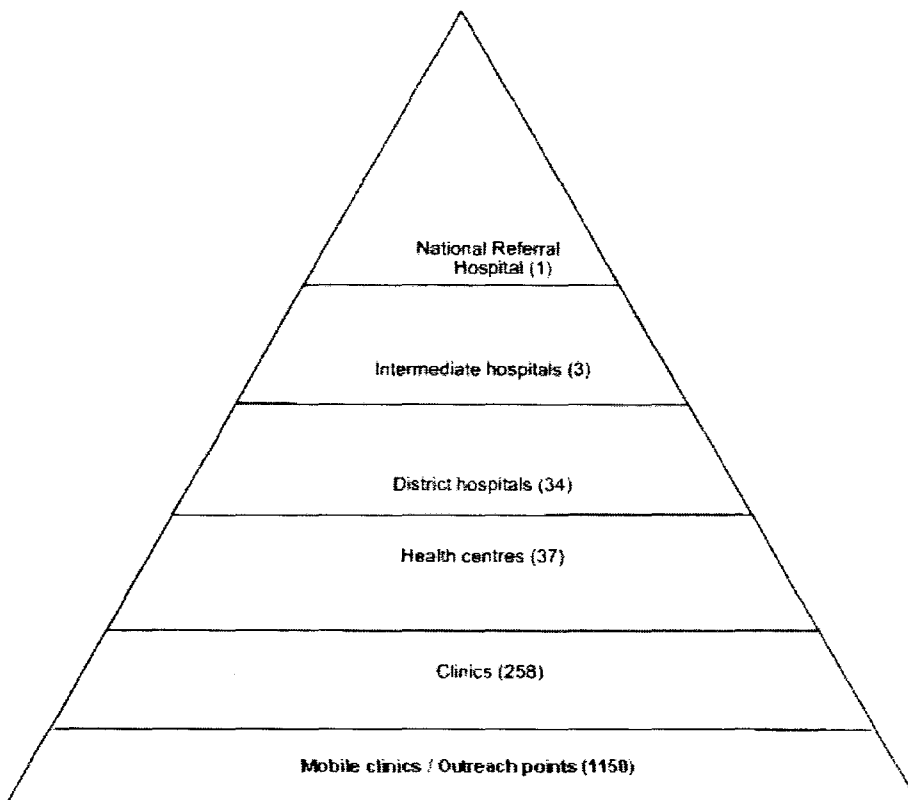 National Referral
Hospital (1)
Intermediate hospitals (3)
District hospitals (34)
Health centres (37)
Clinics (258)
Mobile clinics / Outreach points (1150)